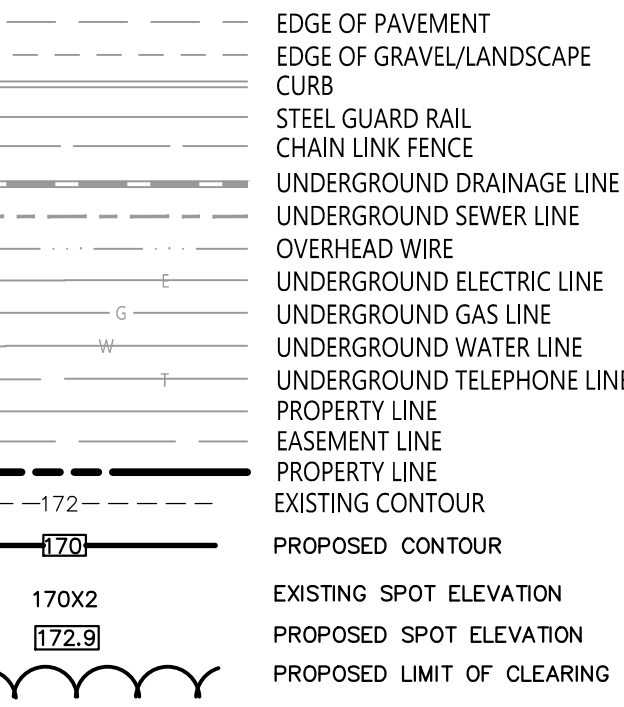 EDGE OF PAVEMENT
EDGE OF GRAVEL/LANDSCAPE
CURB
STEEL GUARD RAIL
CHAIN LINK FENCE
UNDERGROUND DRAINAGE LINE
UNDERGROUND SEWER LINE
OVERHEAD WIRE
E UNDERGROUND ELECTRIC LINE
G UNDERGROUND GAS LINE
W UNDERGROUND WATER LINE
T UNDERGROUND TELEPHONE LINE
PROPERTY LINE
EASEMENT LINE
PROPERTY LINE
172 EXISTING CONTOUR
170 PROPOSED CONTOUR
170X2 EXISTING SPOT ELEVATION
172.9 PROPOSED SPOT ELEVATION
PROPOSED LIMIT OF CLEARING